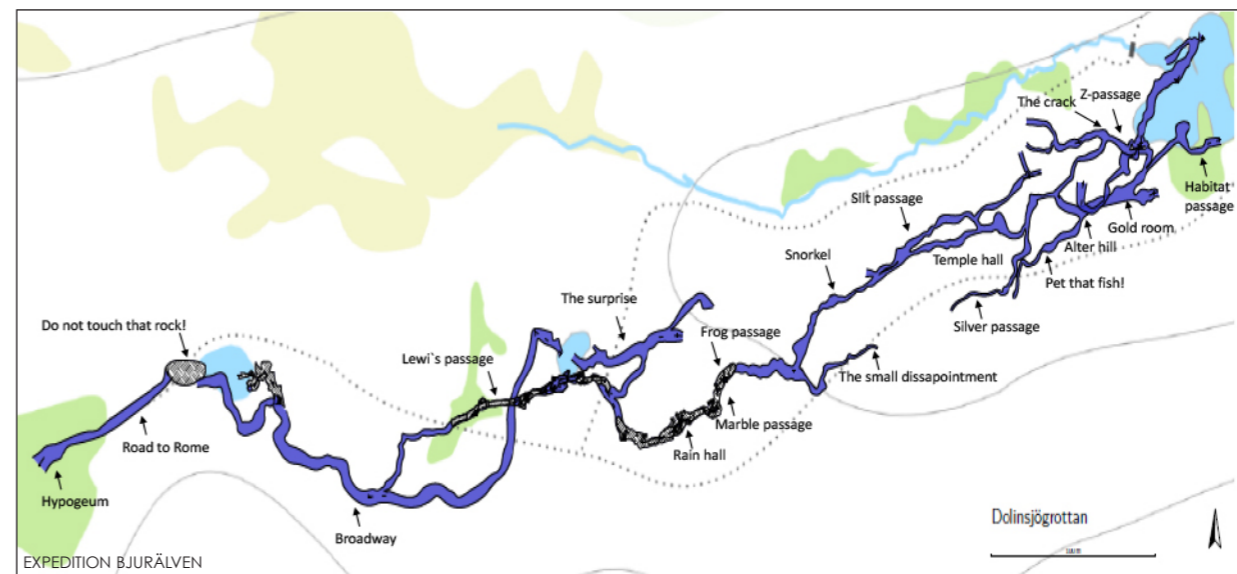 The crack
Z-passage
Habitat
passage
SIlt passage
Gold room
Alter hill
Snorkel
Temple hall
Pet that fish!
The surprise
Silver passage
Do not touch that rock!
Frog passage
Lewi`s passage
The small dissapointment
Marble passage
Road to Rome
Rain hall
Hypogeum
Dolinsjögrottan
Broadway
EXPEDITION BJURÄLVEN